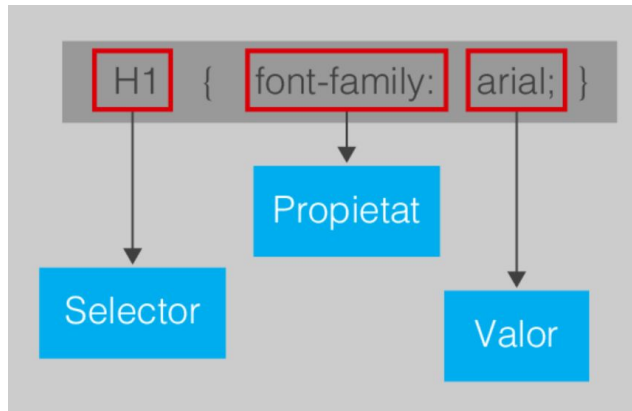 H1 { font-family: arial; }
Propietat
Selector
Valor